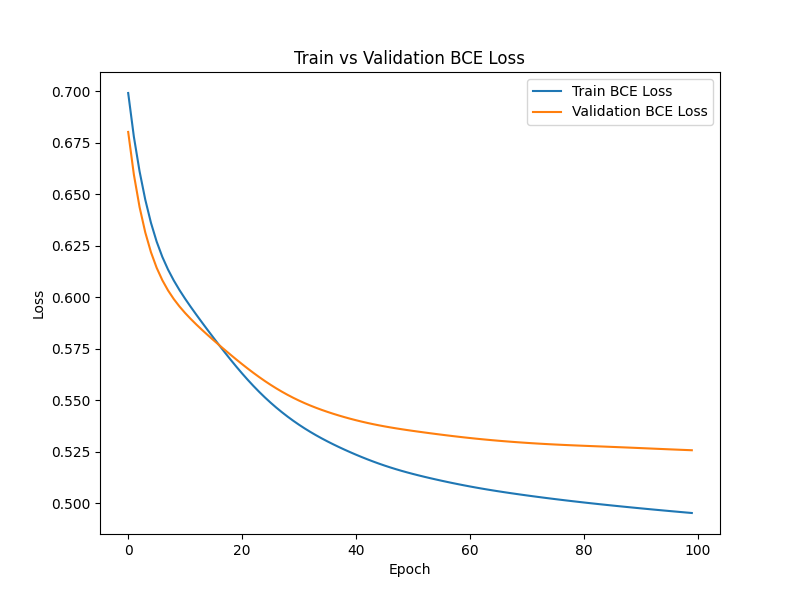 Train vs Validation BCE Loss
Train BCE Loss
Validation BCE Loss
Loss
0.700
0.675
0.650
0.625
0.600
0.575
0.550
0.525
0.500
0 20 40 60 80 100
Epoch